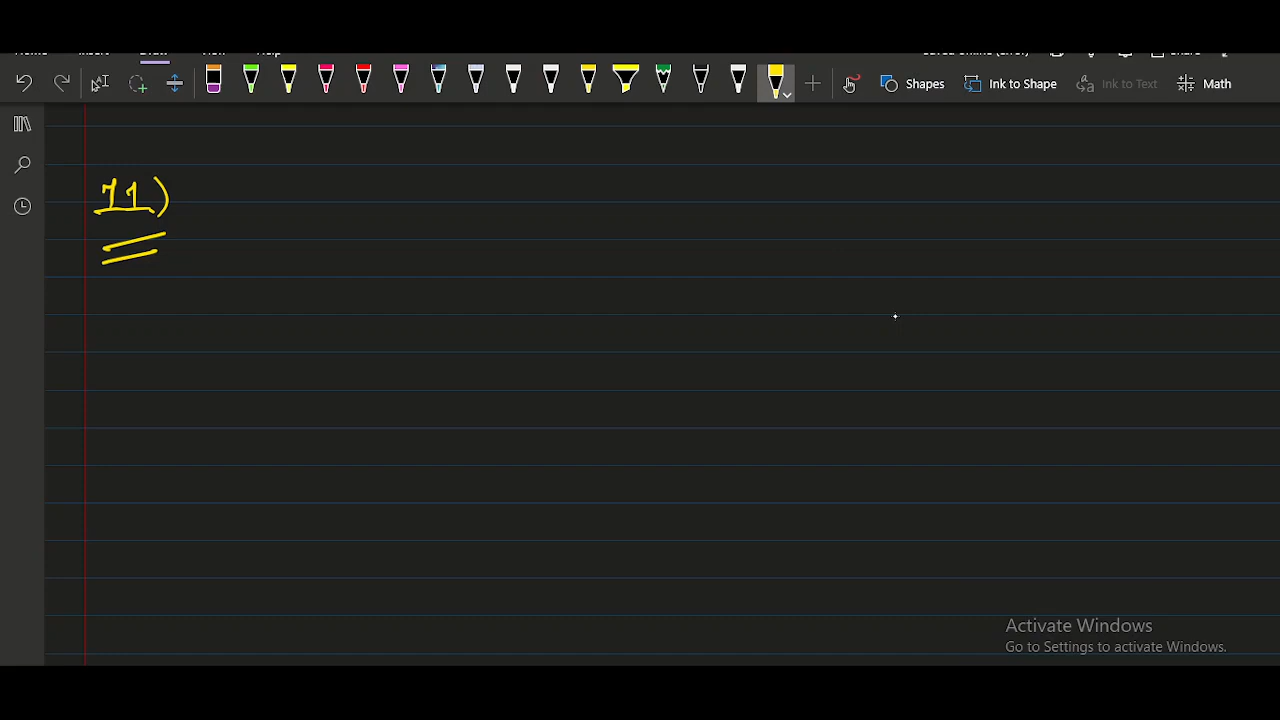 11)
Shapes
Ink to Shape
Ink to Text
Math
Activate Windows
Go to Settings to activate Windows.